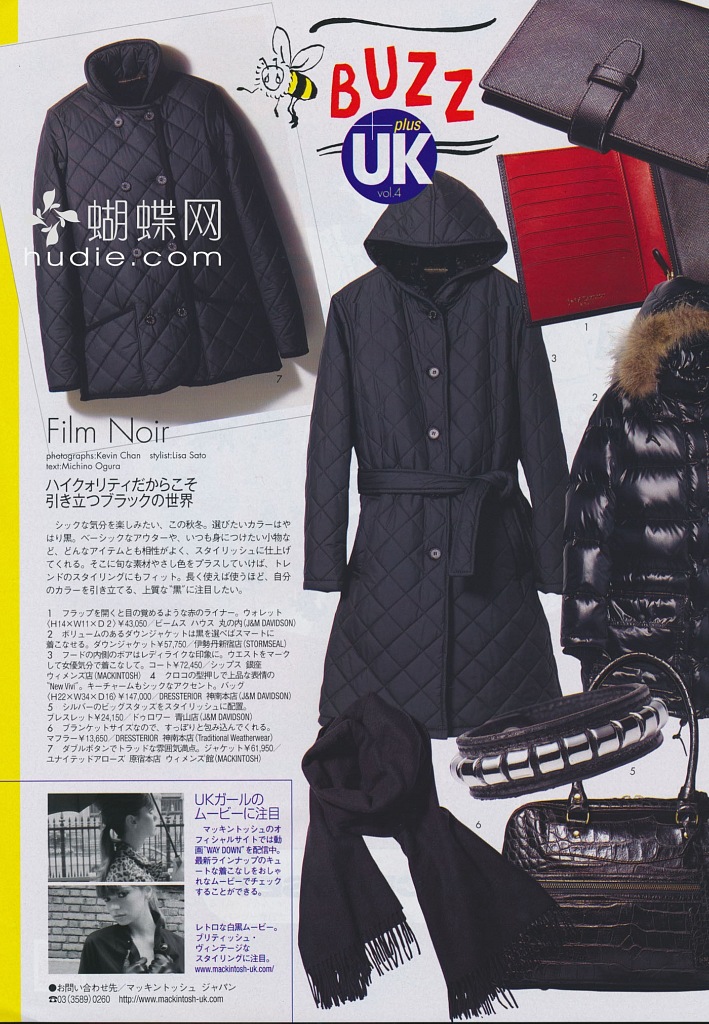 BUZZ
plus
UK
vol.4
蝴蝶网
hudie.com
7
1
3
2
5
6
Film Noir
photographs:Kevin Chan stylist:Lisa Sato
text:Michino Ogura
ハイクォリティだからこそ
引き立つブラックの世界
シックな気分を楽しみたい、この秋冬。選びたいカラーはや
はり黒。ベーシックなアウターや、いつも身につけたい小物な
ど、どんなアイテムとも相性がよく、スタイリッシュに仕上げ
てくれる。そこに旬な素材やさし色をプラスしていけば、トレ
ンドのスタイリングにもフィット。長く使えば使うほど、自分
のカラーを引き立てる、上質な"黒"に注目したい。
1 フラップを開くと目の覚めるような赤のライナー。ウォレット
(H14×W11×D2)¥43,050/ビームス ハウス 丸の内(J&M DAVIDSON)
2 ボリュームのあるダウンジャケットは黒を選べばスマートに
着こなせる。ダウンジャケット¥57,750/伊勢丹新宿店(STORMSEAL)
3 フードの内側のボアはレディライクな印象に。ウエストをマーク
して女優気分で着こなして。コート¥72,450/シップス 銀座
ウィメンズ店(MACKINTOSH) 4 クロコの型押しで上品な表情の
"New Vivi"。キーチャームもシックなアクセント。バッグ
(H22×W34×D16)¥147,000/DRESSTERIOR 神南本店(J&M DAVIDSON)
5 シルバーのビッグスタッズをスタイリッシュに配置。
ブレスレット¥24,150/ドゥロワー 青山店(J&M DAVIDSON)
6 ブランケットサイズなので、すっぽりと包み込んでくれる。
マフラー¥13,650/DRESSTERIOR 神南本店(Traditional Weatherwear)
7 ダブルボタンでトラッドな雰囲気満点。ジャケット¥61,950/
ユナイテッドアローズ 原宿本店 ウィメンズ館(MACKINTOSH)
UKガールの
ムービーに注目
マッキントッシュのオ
フィシャルサイトでは動
画"WAY DOWN"を配信中。
最新ラインナップのキュ
ートな着こなしをおしゃ
れなムービーでチェック
することができる。
レトロな白黒ムービー。
ブリティッシュ・
ヴィンテージな
スタイリングに注目。
www.mackintosh-uk.com/
●お問い合わせ先/マッキントッシュ ジャパン
☎03(3589)0260 http://www.mackintosh-uk.com